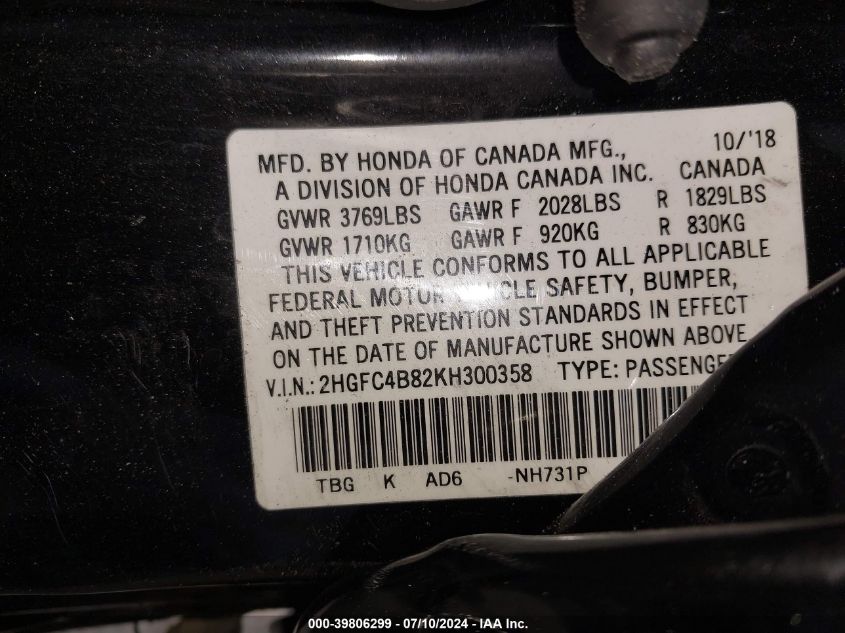 10/'18
MFD. BY HONDA OF CANADA MFG.,
A DIVISION OF HONDA CANADA INC. CANADA
GVWR 3769LBS GAWR F 2028LBS R 1829LBS
GVWR 1710KG GAWR F 920KG R 830KG
THIS VEHICLE CONFORMS TO ALL APPLICABLE
FEDERAL MOTOR VEHICLE SAFETY, BUMPER,
AND THEFT PREVENTION STANDARDS IN EFFECT
ON THE DATE OF MANUFACTURE SHOWN ABOVE
V.I.N.: 2HGFC4B82KH300358 TYPE: PASSENGE
TBG K AD6 -NH731P
000-39806299 - 07/10/2024 - IAA Inc.